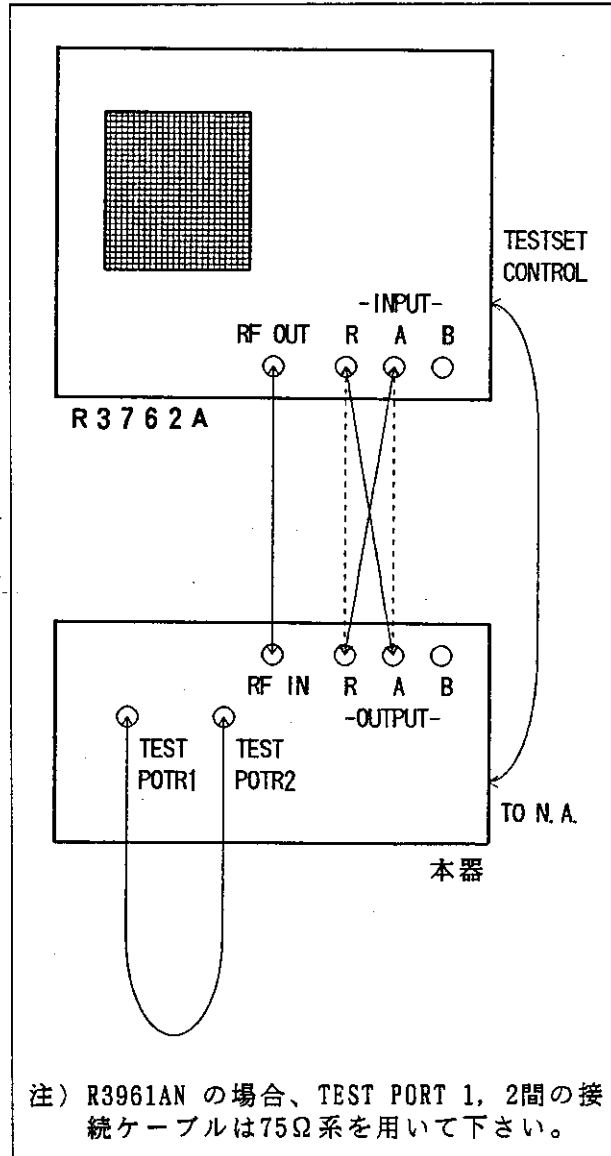 TESTSET
CONTROL
-INPUT-
RF OUT R A B
R3762A
RF IN R A B
-OUTPUT-
TEST
POTR1
TEST
POTR2
TO N.A.
本器
注) R3961AN の場合、TEST PORT 1, 2間の接
続ケーブルは75Ω系を用いて下さい。